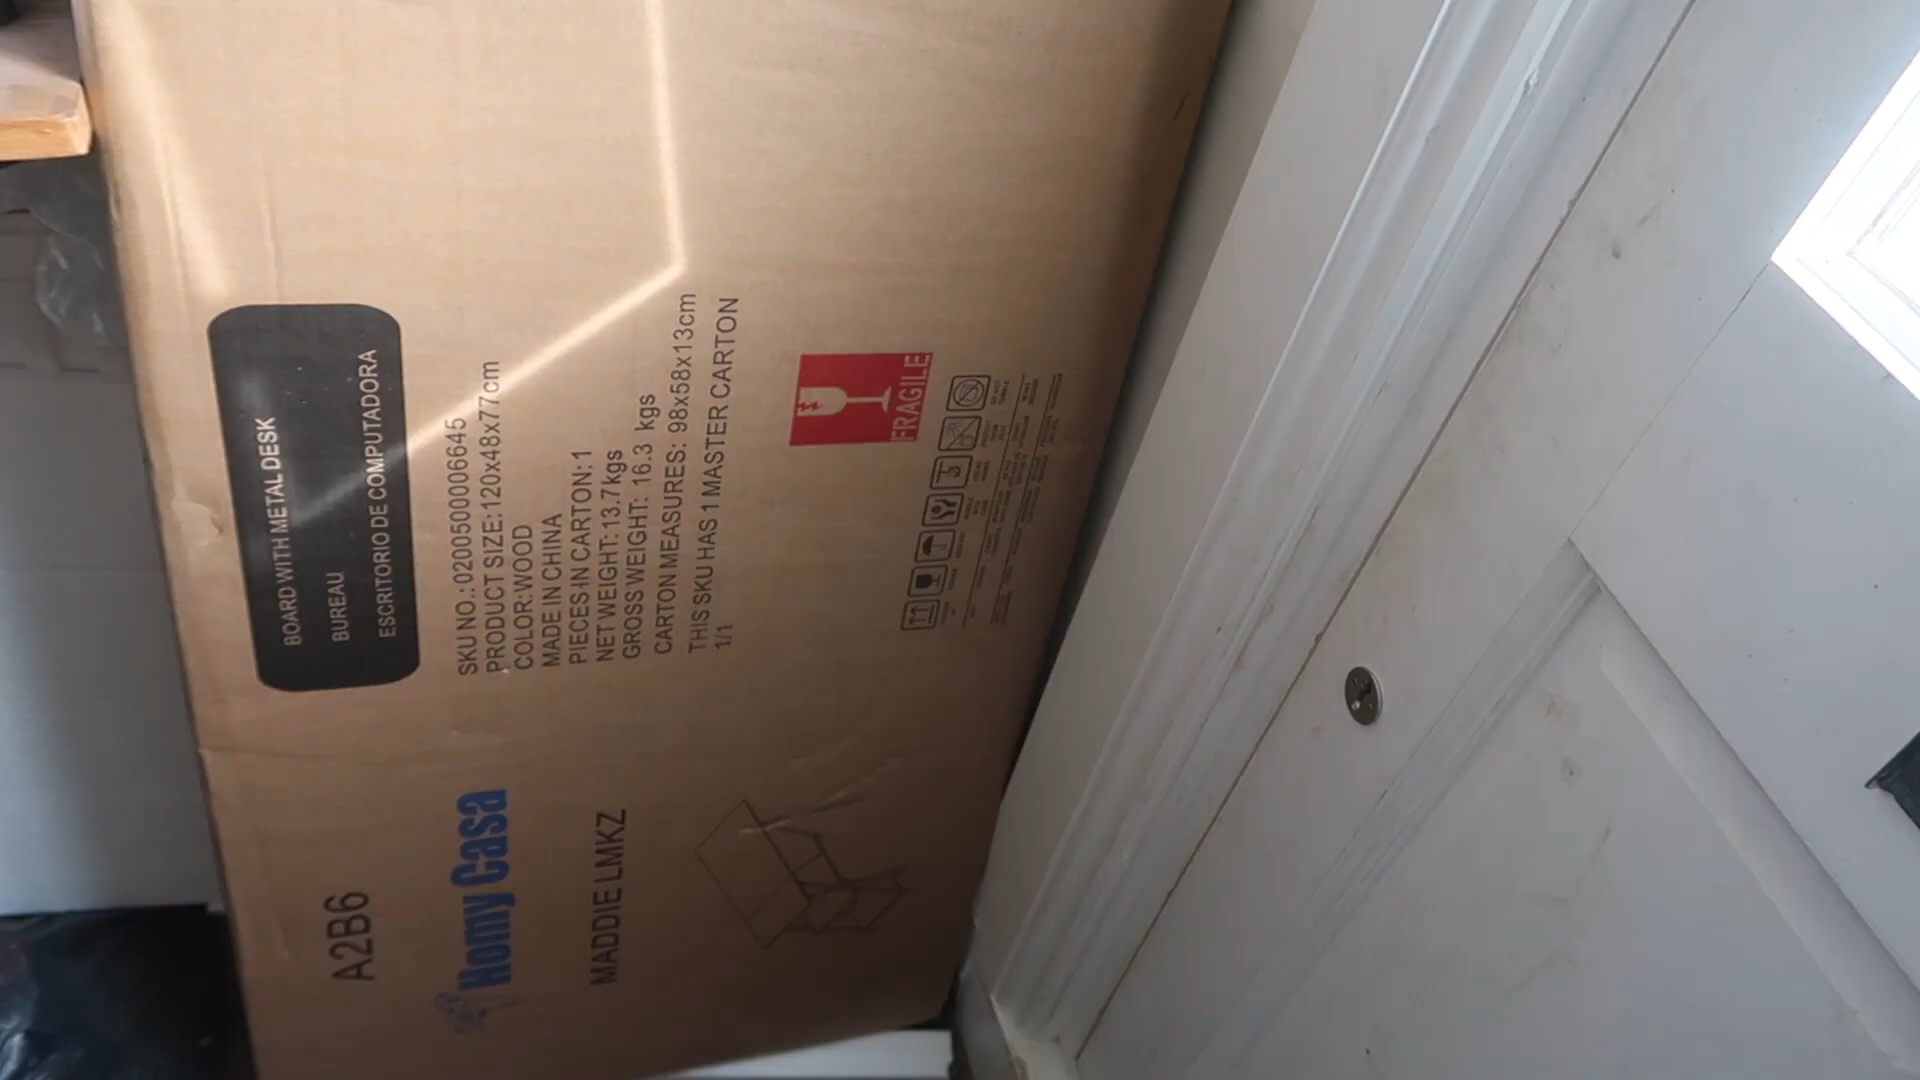 BOARD WITH METAL DESK
BUREAU
ESCRITORIO DE COMPUTADORA
SKU NO.: 0200500006645
PRODUCT SIZE: 120x48x77cm
COLOR: WOOD
MADE IN CHINA
PIECES IN CARTON: 1
NET WEIGHT: 13.7kgs
GROSS WEIGHT: 16.3 kgs
CARTON MEASURES: 98x58x13cm
THIS SKU HAS 1 MASTER CARTON
1/1
FRAGILE
A2B6
Homy Casa
MADDIE LMKZ